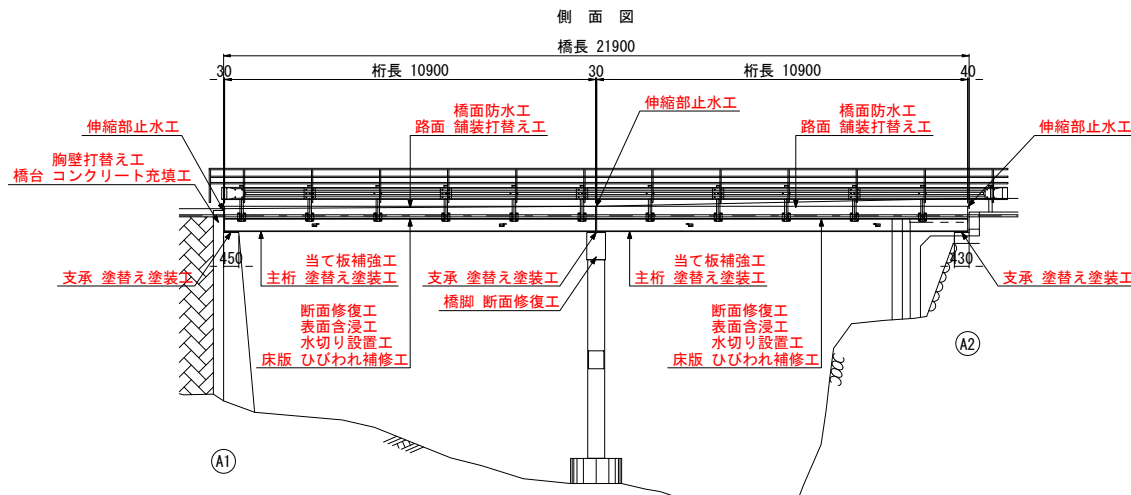 側 面 図
橋長 21900
30
桁長 10900
30
桁長 10900
40
橋面防水工
路面 舗装打替え工
伸縮部止水工
橋面防水工
路面 舗装打替え工
伸縮部止水工
伸縮部止水工
胸壁打替え工
橋台 コンクリート充填工
450
支承 塗替え塗装工
当て板補強工
主桁 塗替え塗装工
支承 塗替え塗装工
橋脚 断面修復工
当て板補強工
主桁 塗替え塗装工
430
支承 塗替え塗装工
断面修復工
表面含浸工
水切り設置工
床版 ひびわれ補修工
断面修復工
表面含浸工
水切り設置工
床版 ひびわれ補修工
A2
A1